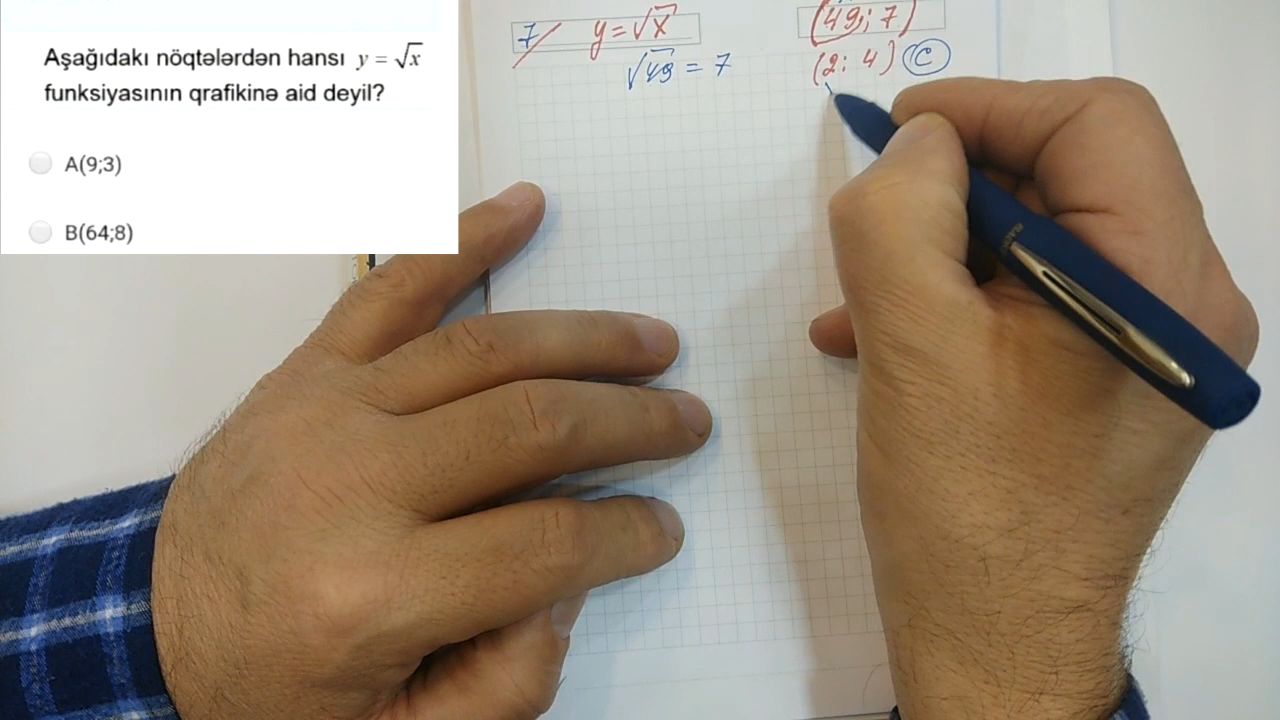 Aşağıdakı nöqtələrdən hansı y = √x
funksiyasının qrafikinə aid deyil?
A(9;3)
B(64;8)
7/ y = √x (49; 7)
√49 = 7 (2; 4) C